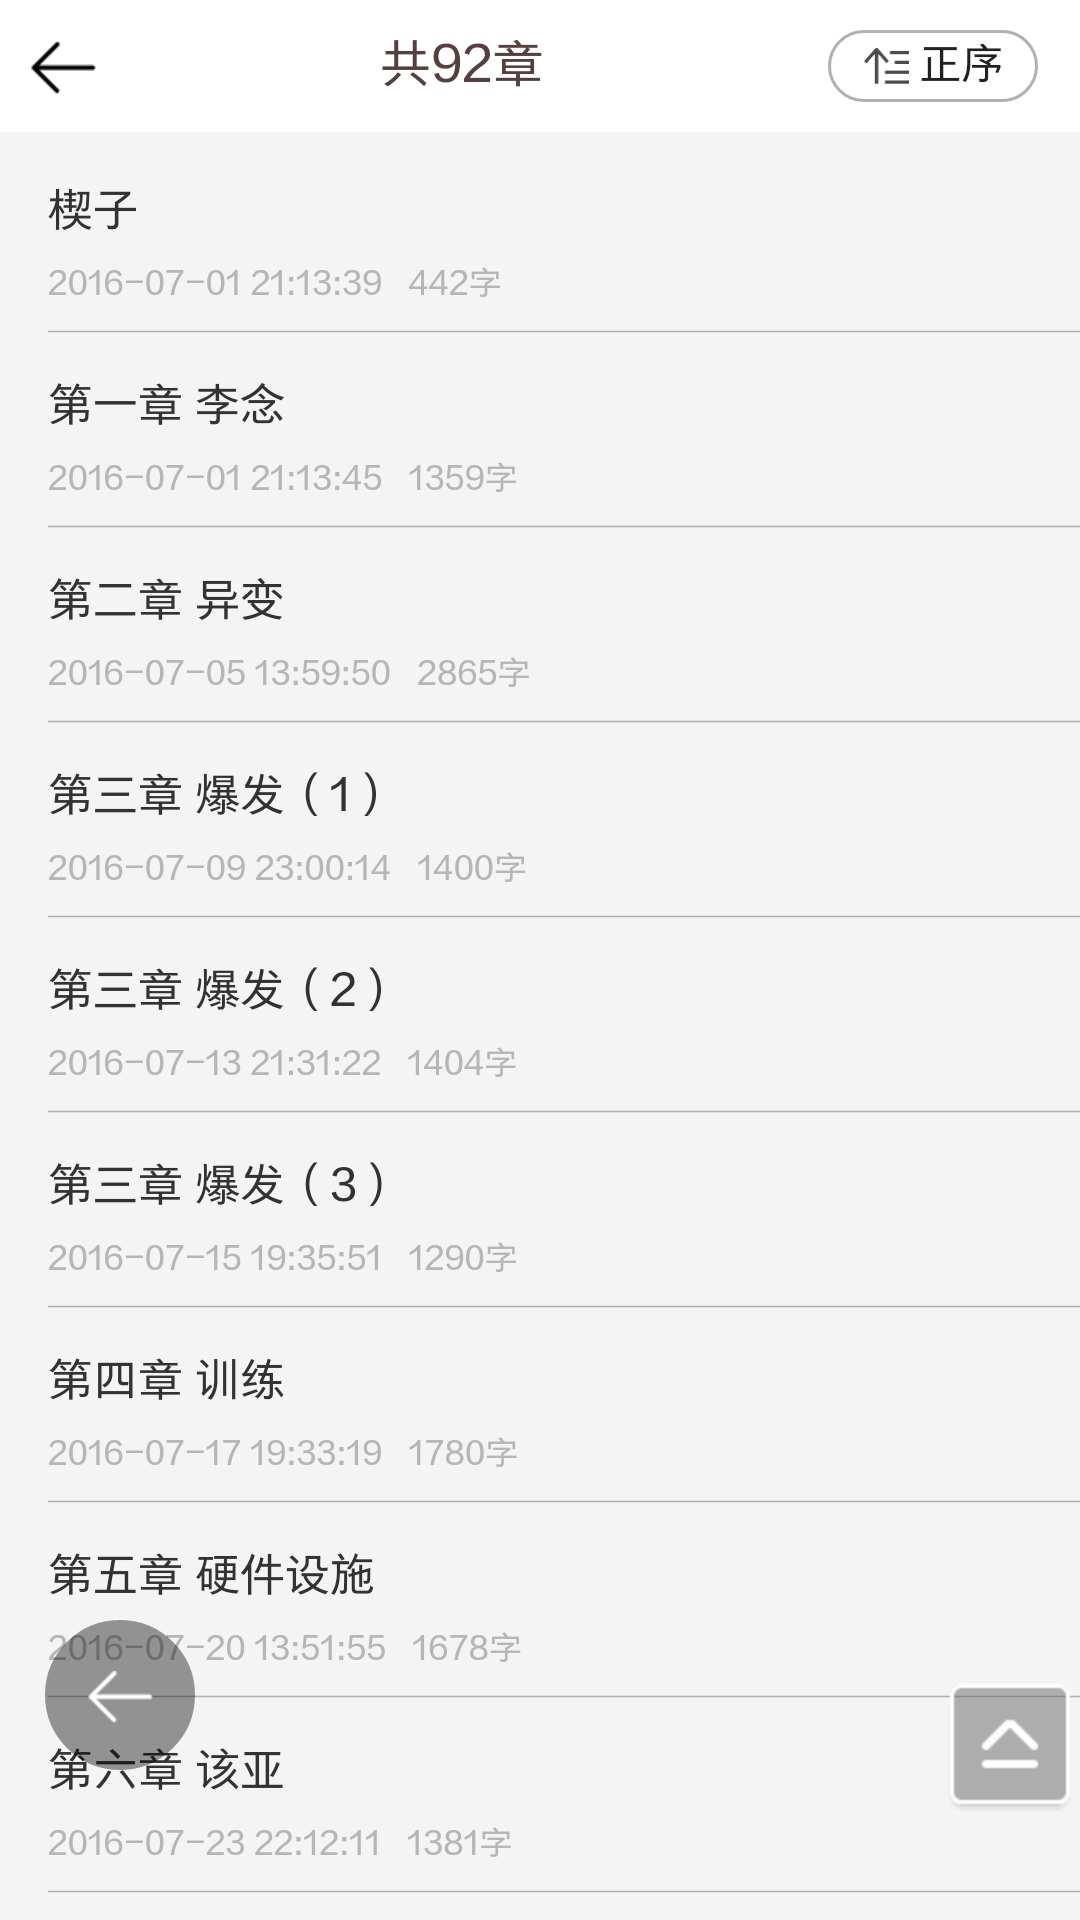 共92章
正序
楔子
2016-07-01 21:13:39 442字
第一章 李念
2016-07-01 21:13:45 1359字
第二章 异变
2016-07-05 13:59:50 2865字
第三章 爆发（1）
2016-07-09 23:00:14 1400字
第三章 爆发（2）
2016-07-13 21:31:22 1404字
第三章 爆发（3）
2016-07-15 19:35:51 1290字
第四章 训练
2016-07-17 19:33:19 1780字
第五章 硬件设施
2016-07-20 13:51:55 1678字
第六章 该亚
2016-07-23 22:12:11 1381字